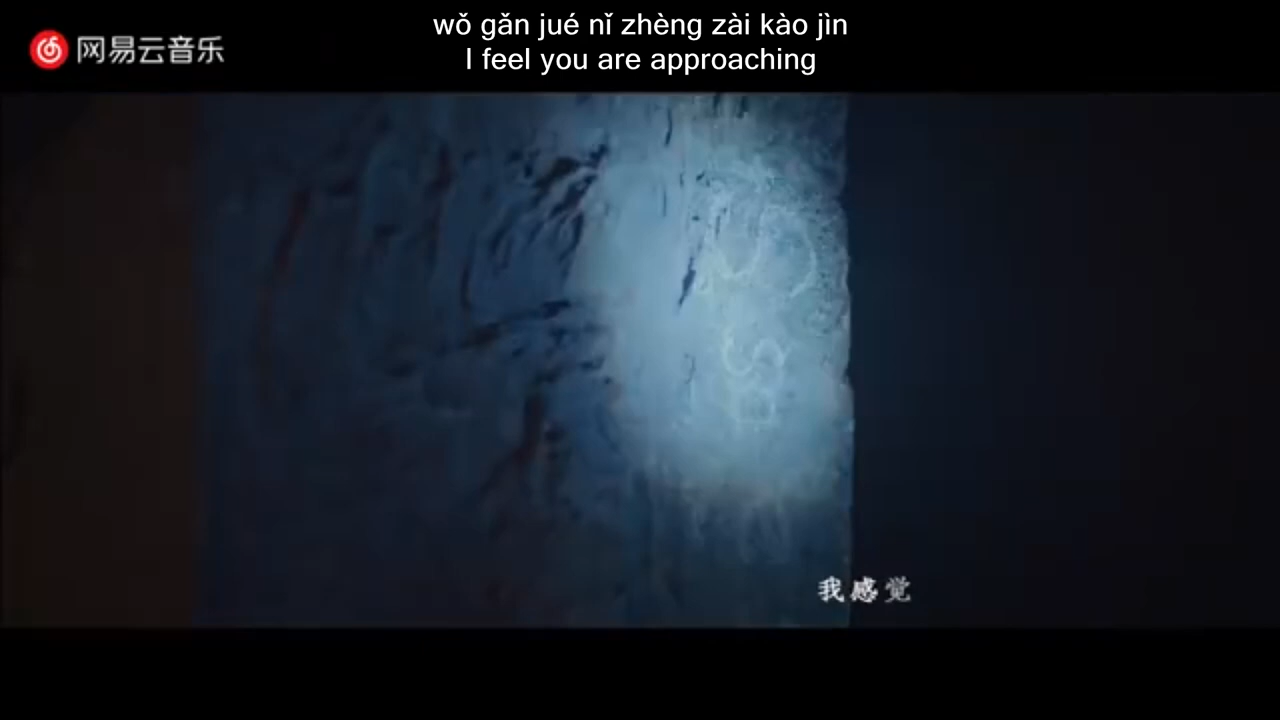 网易云音乐
wǒ gǎn jué nǐ zhèng zài kào jìn
I feel you are approaching
我感觉